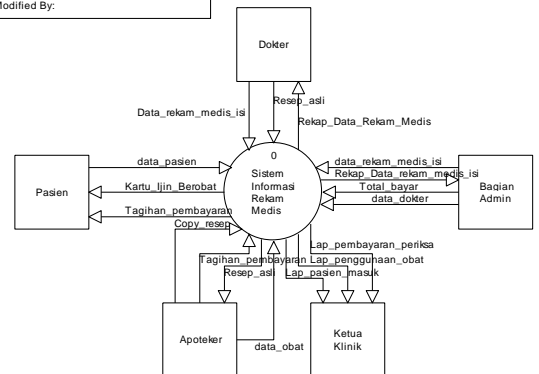 Modified By:
Dokter
Data_rekam_medis_isi
Resep_asli
Rekap_Data_Rekam_Medis
0
Sistem
Informasi
Rekam
Medis
Pasien
data_pasien
Kartu_Ijin_Berobat
Tagihan_pembayaran
data_rekam_medis_isi
Rekap_Data_rekam_medis_isi
Total_bayar
data_dokter
Bagian
Admin
Copy_resep
Tagihan_pembayaran
Resep_asli
Lap_pembayaran_periksa
Lap_penggunaan_obat
Lap_pasien_masuk
Apoteker
data_obat
Ketua
Klinik